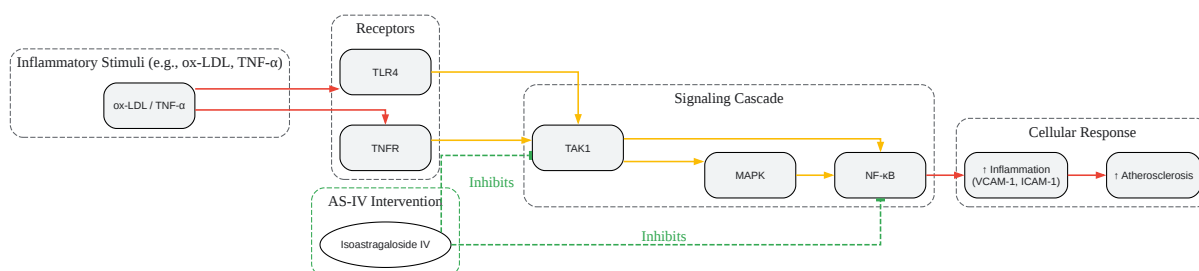 Inflammatory Stimuli (e.g., ox-LDL, TNF-α)
ox-LDL / TNF-α
Receptors
TLR4
TNFR
AS-IV Intervention
Isoastragaloside IV
Inhibits
Inhibits
Signaling Cascade
TAK1
MAPK
NF-κB
Cellular Response
↑ Inflammation
(VCAM-1, ICAM-1)
↑ Atherosclerosis